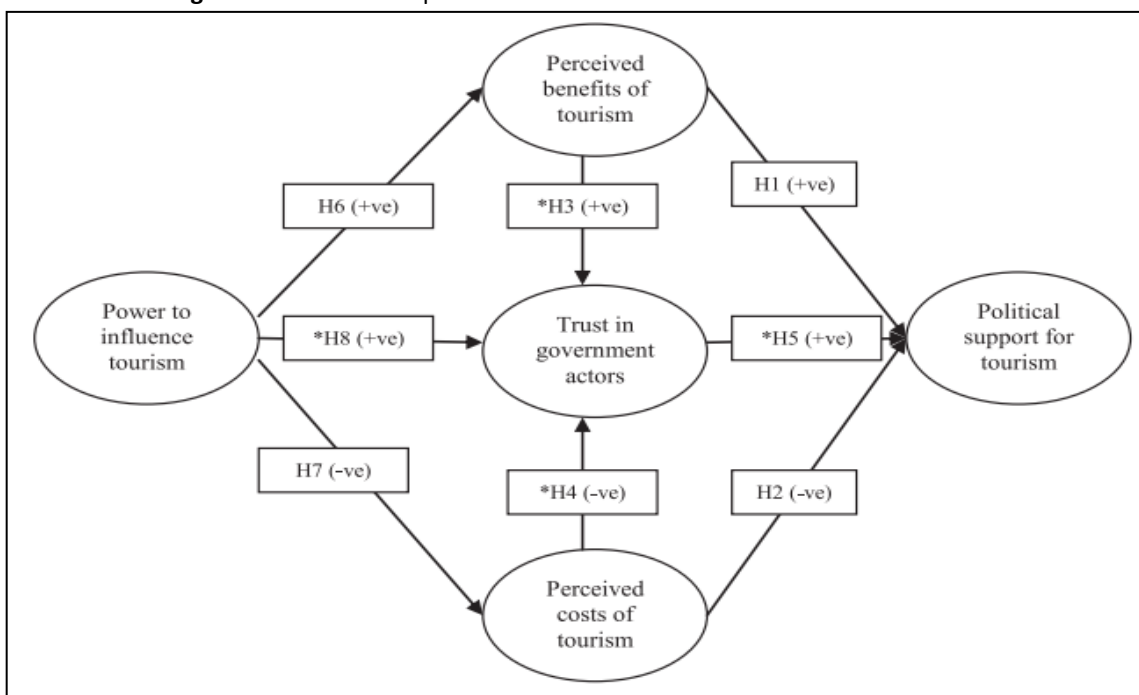 Perceived
benefits of
tourism
H6 (+ve)
*H3 (+ve)
H1 (+ve)
Power to
influence
tourism
*H8 (+ve)
Trust in
government
actors
*H5 (+ve)
Political
support for
tourism
H7 (-ve)
*H4 (-ve)
H2 (-ve)
Perceived
costs of
tourism